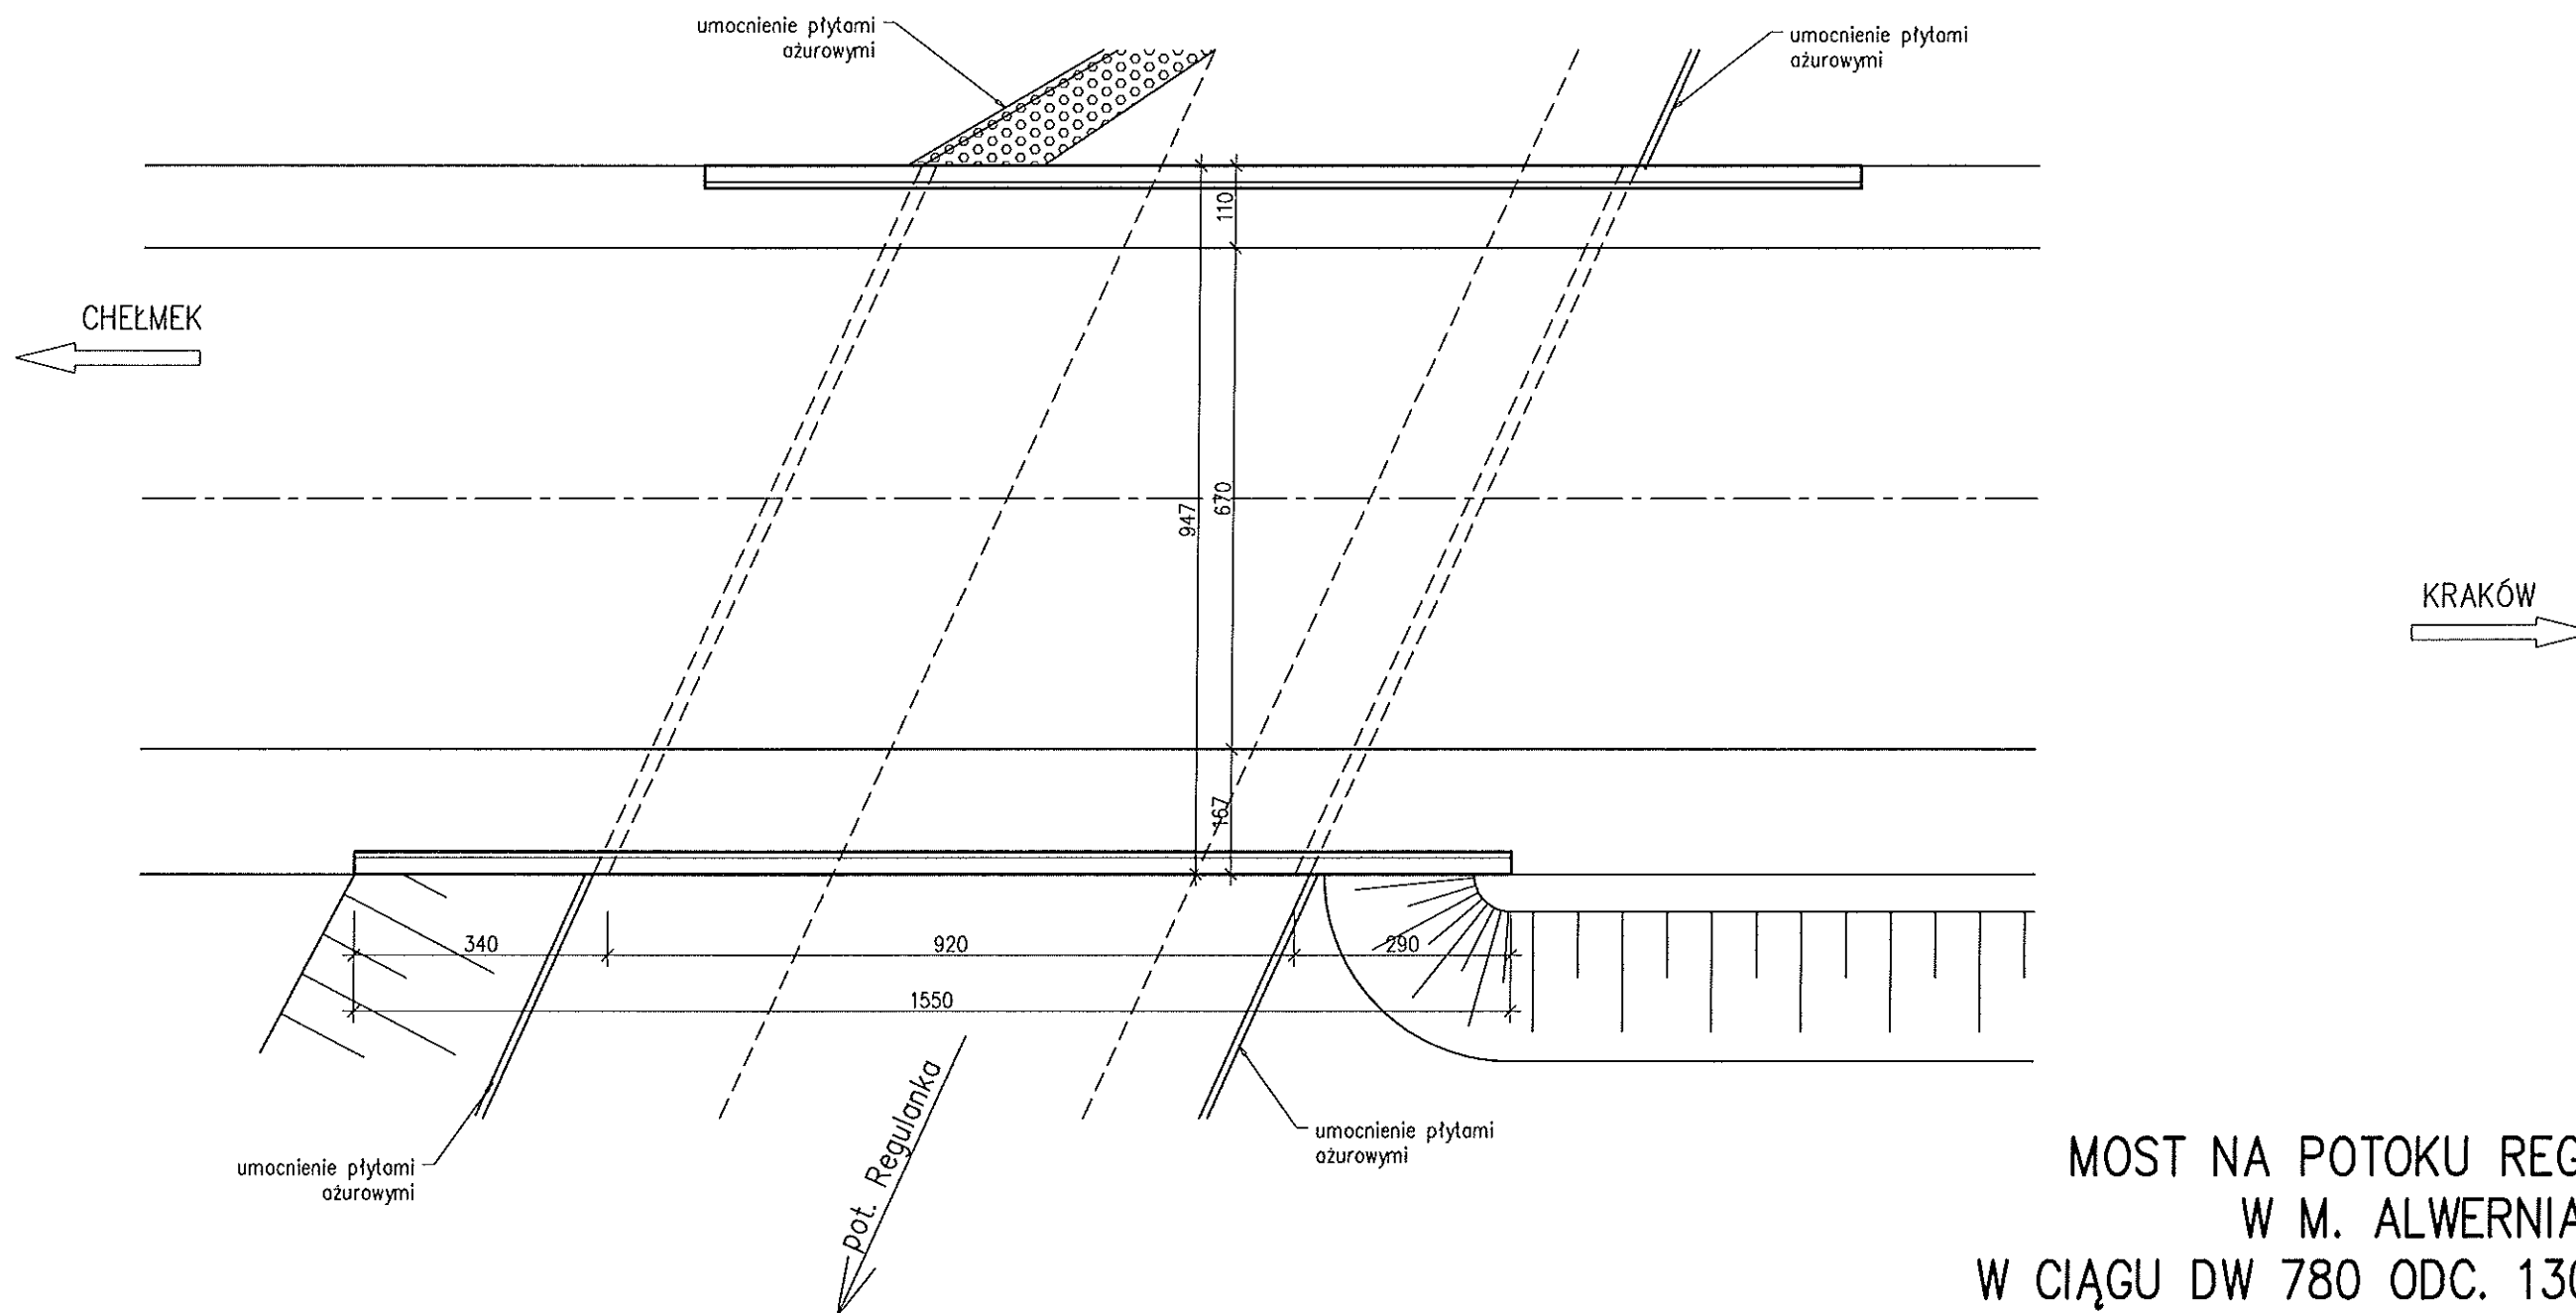 umocnienie płytami
ażurowymi
umocnienie płytami
ażurowymi
CHEŁMEK
110
947
670
KRAKÓW
167
340
920
290
1550
pot. Regulanka
umocnienie płytami
ażurowymi
umocnienie płytami
ażurowymi
MOST NA POTOKU REG
W M. ALWERNIA
W CIĄGU DW 780 ODC. 130